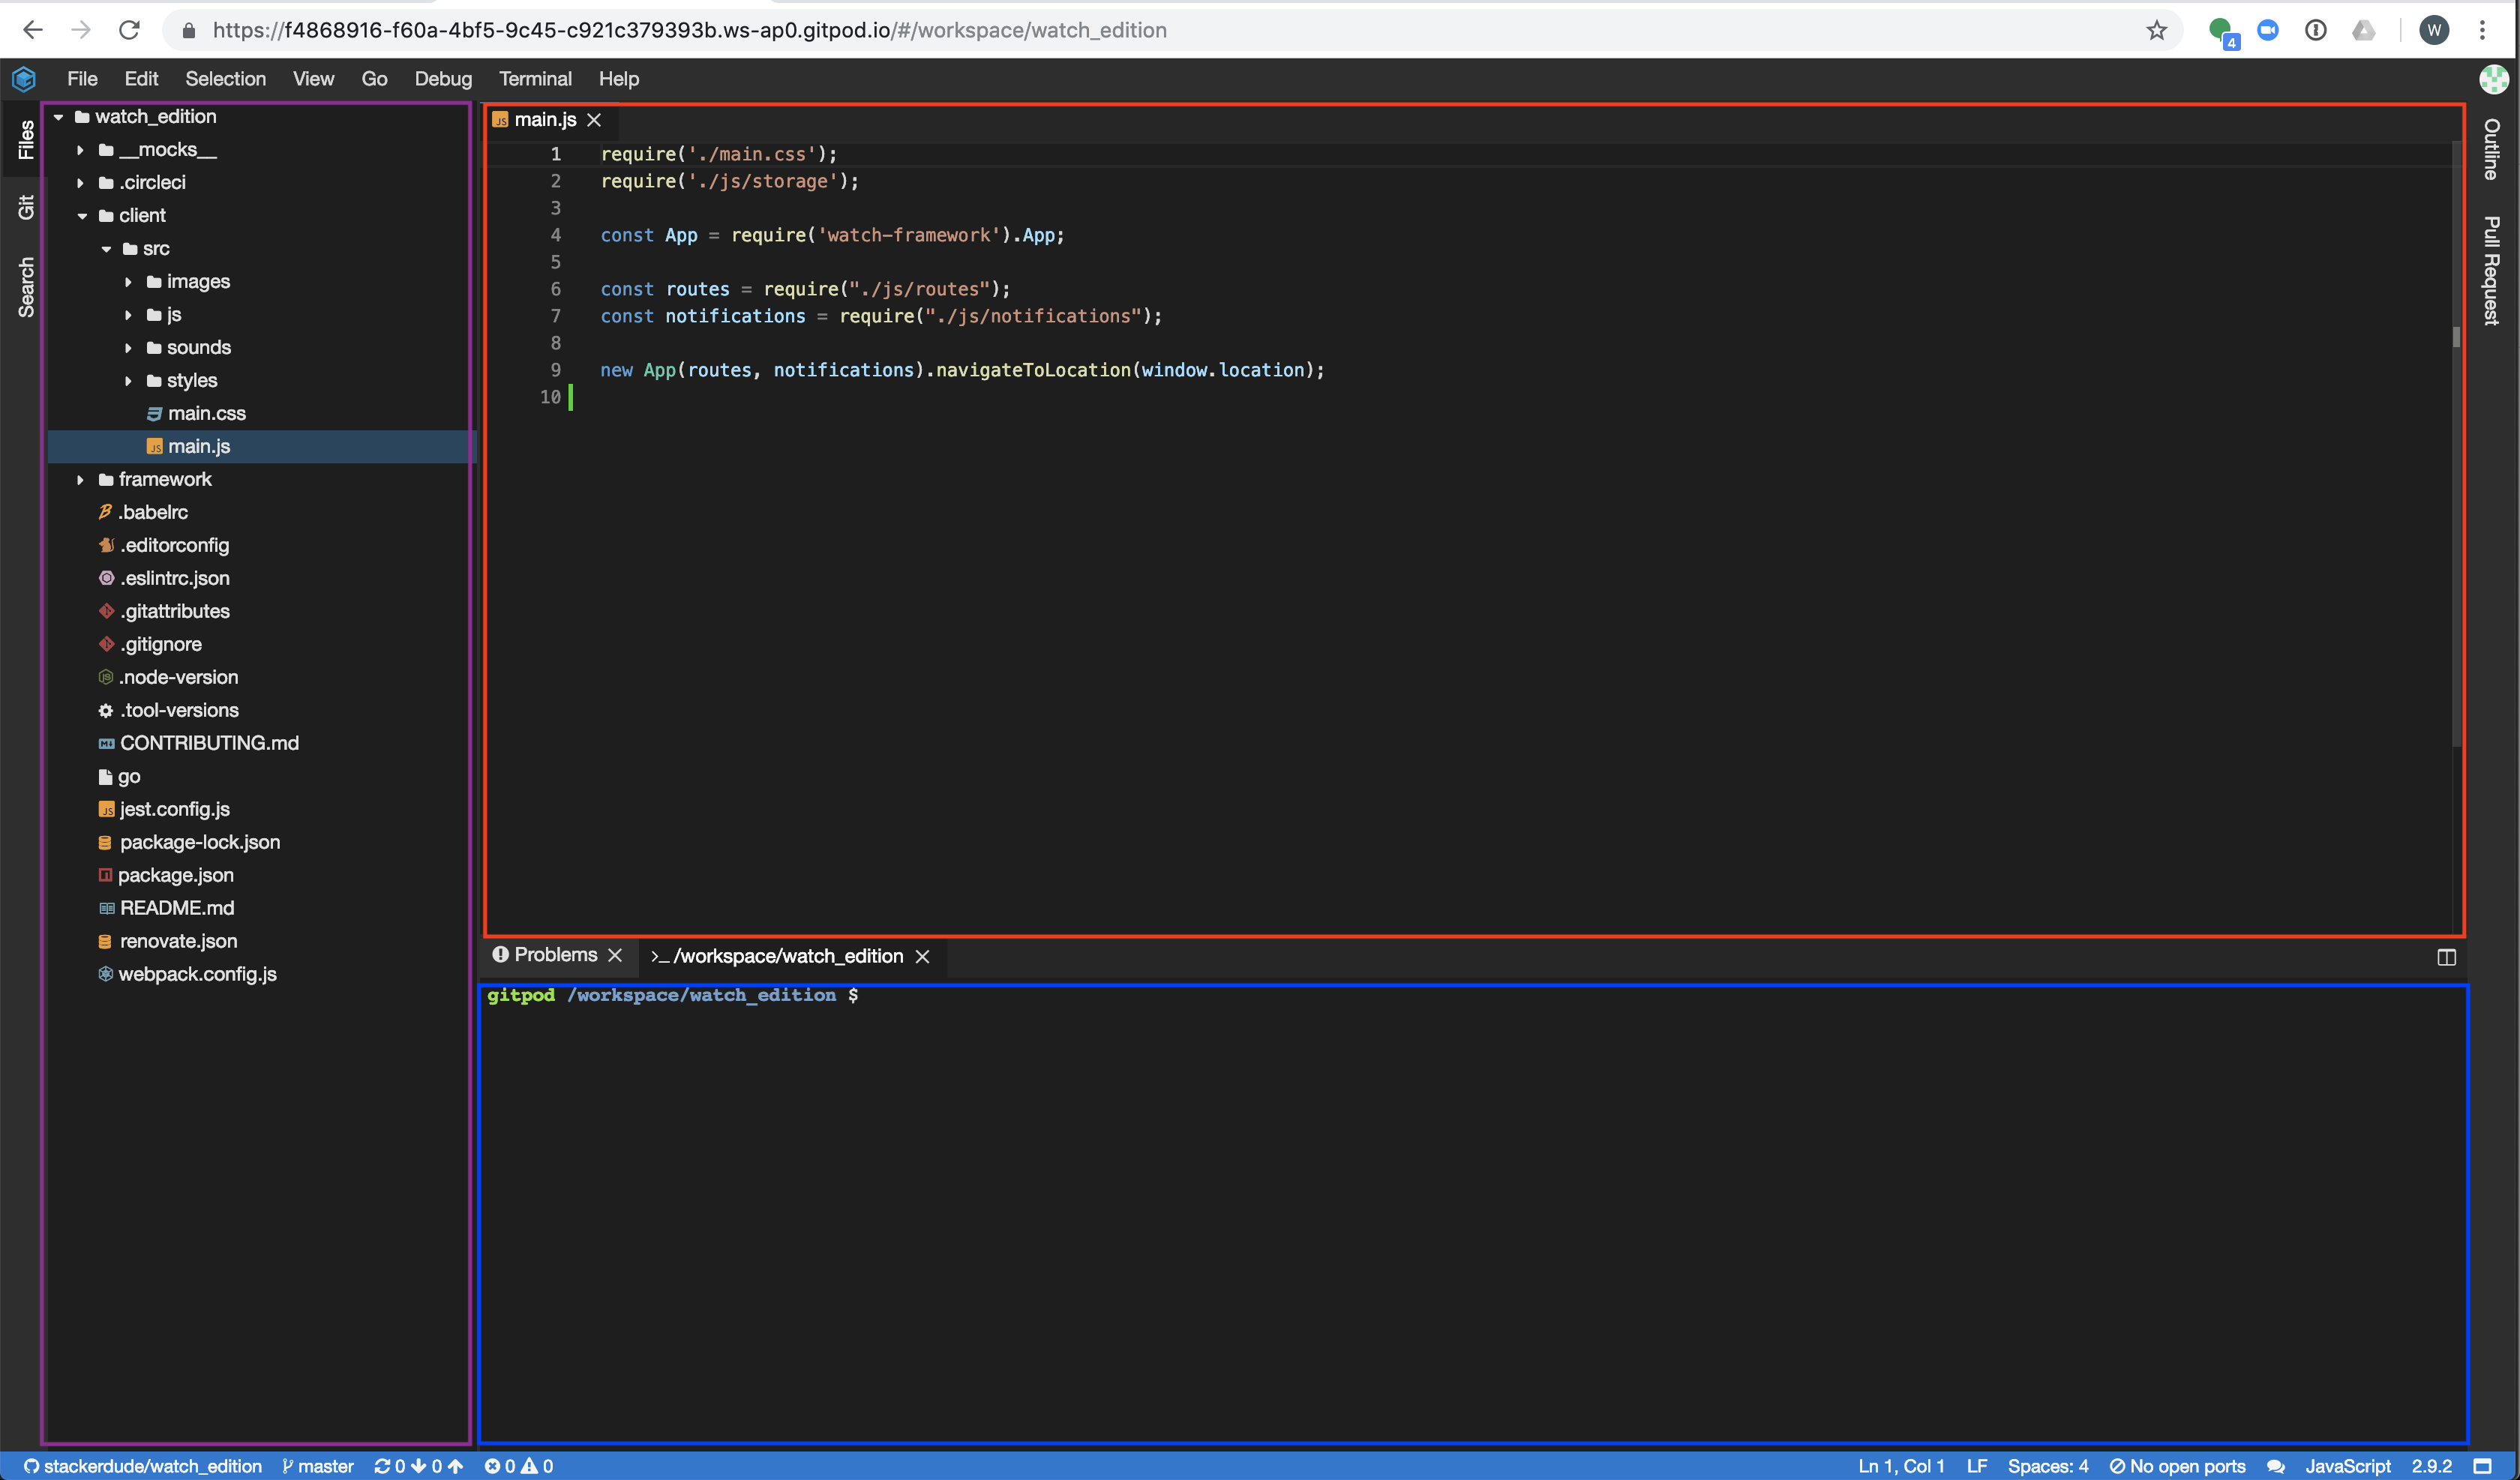 https://f4868916-f60a-4bf5-9c45-c921c379393b.ws-ap0.gitpod.io/#/workspace/watch_edition
4
W
File Edit Selection View Go Debug Terminal Help
Files
Git
Search
watch_edition
__mocks__
.circleci
client
src
images
js
sounds
styles
main.css
JS main.js
framework
.babelrc
.editorconfig
.eslintrc.json
.gitattributes
.gitignore
.node-version
.tool-versions
CONTRIBUTING.md
go
JS jest.config.js
package-lock.json
package.json
README.md
renovate.json
webpack.config.js
JS main.js
1 require('./main.css');
2 require('./js/storage');
3
4 const App = require('watch-framework').App;
5
6 const routes = require("./js/routes");
7 const notifications = require("./js/notifications");
8
9 new App(routes, notifications).navigateToLocation(window.location);
10
Outline
Pull Request
Problems >_ /workspace/watch_edition
gitpod /workspace/watch_edition $
stackerdude/watch_edition master 0 0 0 0 Ln 1, Col 1 LF Spaces: 4 No open ports JavaScript 2.9.2